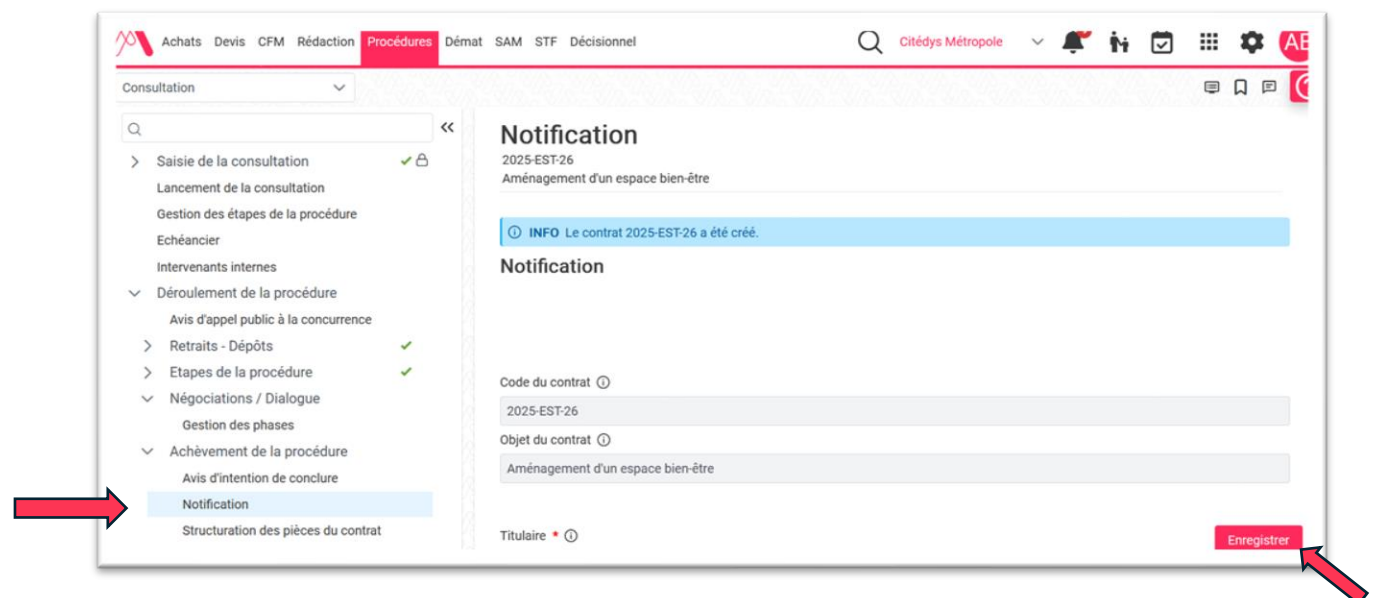 Achats Devis CFM Rédaction Procédures Démat SAM STF Décisionnel Citédys Métropole
Consultation
Saisie de la consultation
Lancement de la consultation
Gestion des étapes de la procédure
Echéancier
Intervenants internes
Déroulement de la procédure
Avis d'appel public à la concurrence
Retraits - Dépôts
Etapes de la procédure
Négociations / Dialogue
Gestion des phases
Achèvement de la procédure
Avis d'intention de conclure
Notification
Structuration des pièces du contrat
Notification
2025-EST-26
Aménagement d'un espace bien-être
INFO Le contrat 2025-EST-26 a été créé.
Notification
Code du contrat
2025-EST-26
Objet du contrat
Aménagement d'un espace bien-être
Titulaire *
Enregistrer